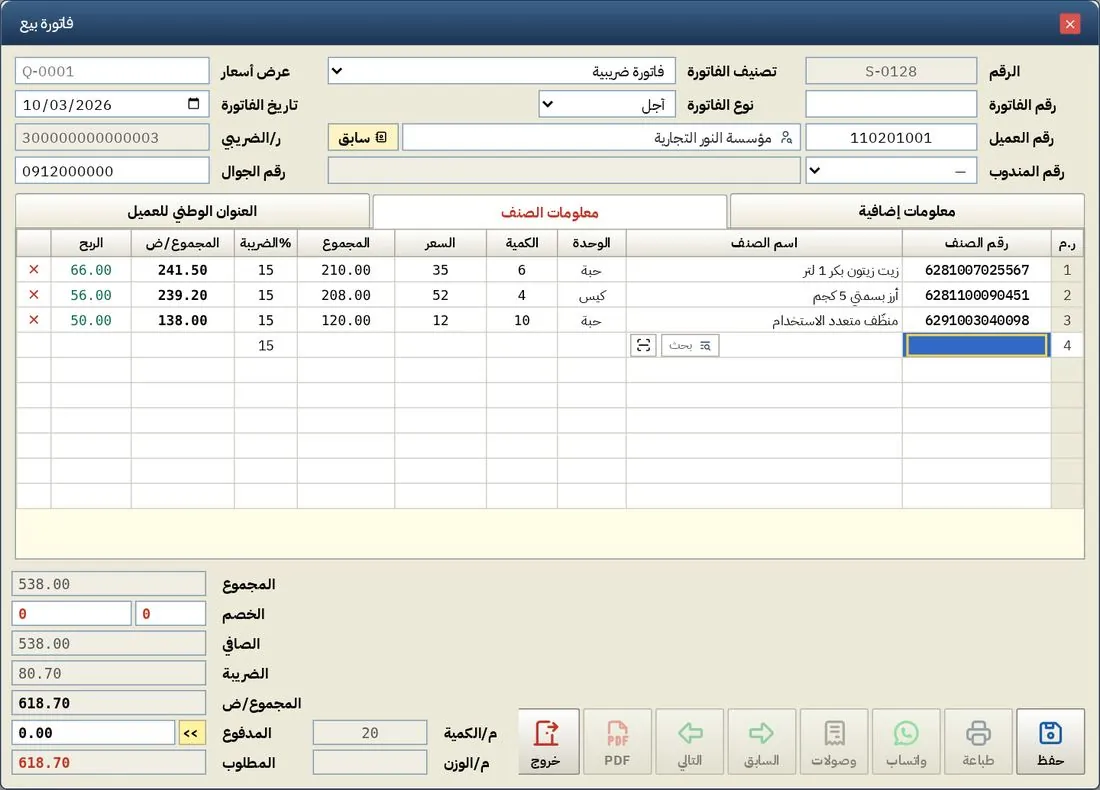 فاتورة بيع
الرقم S-0128 تصنيف الفاتورة فاتورة ضريبية عرض أسعار Q-0001
رقم الفاتورة نوع الفاتورة آجل تاريخ الفاتورة 10/03/2026
رقم العميل 110201001 مؤسسة النور التجارية سابق ر/الضريبي 300000000000003
رقم المندوب — رقم الجوال 0912000000
معلومات إضافية معلومات الصنف العنوان الوطني للعميل
ر.م رقم الصنف اسم الصنف الوحدة الكمية السعر المجموع الضريبة% المجموع/ض الربح
1 6281007025567 زيت زيتون بكر 1 لتر حبة 6 35 210.00 15 241.50 66.00
2 6281100090451 أرز بسمتي 5 كجم كيس 4 52 208.00 15 239.20 56.00
3 6291003040098 منظّف متعدد الاستخدام حبة 10 12 120.00 15 138.00 50.00
4 بحث 15
المجموع 538.00
الخصم 0 0
الصافي 538.00
الضريبة 80.70
المجموع/ض 618.70
م/الكمية 20 المدفوع >> 0.00
م/الوزن المطلوب 618.70
حفظ طباعة واتساب وصولات السابق التالي PDF خروج
PDF